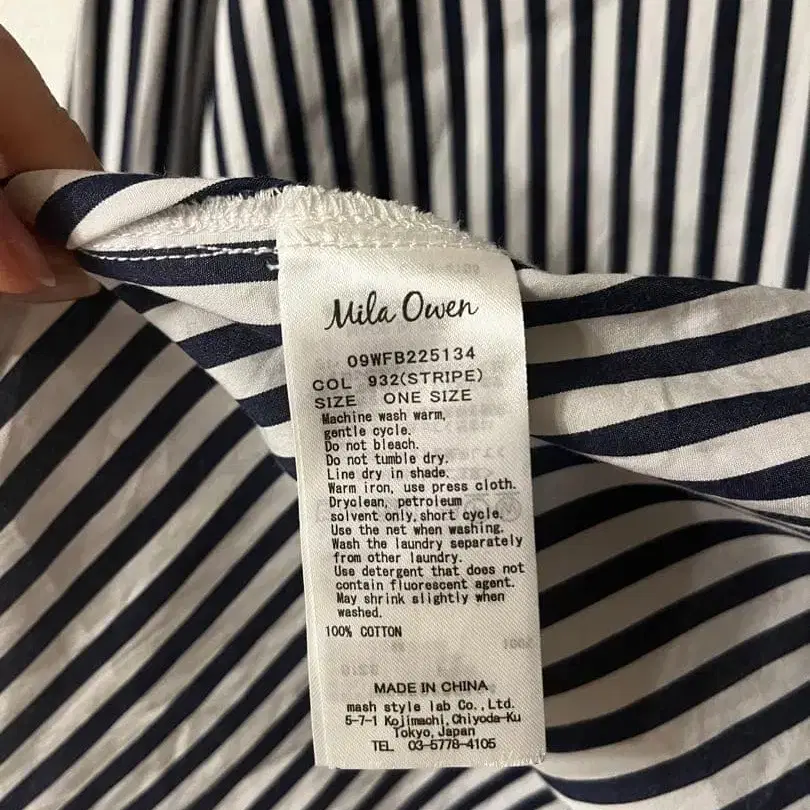 Mila Owen
09WFB225134
COL 932(STRIPE)
SIZE ONE SIZE
Machine wash warm,
gentle cycle.
Do not bleach.
Do not tumble dry.
Line dry in shade.
Warm iron, use press cloth.
Dryclean, petroleum
solvent only, short cycle.
Use the net when washing.
Wash the laundry separately
from other laundry.
Use detergent that does not
contain fluorescent agent.
May shrink slightly when
washed.
100% COTTON
MADE IN CHINA
mash style lab Co., Ltd.
5-7-1 Kojimachi, Chiyoda-Ku
Tokyo, Japan
TEL 03-5778-4105